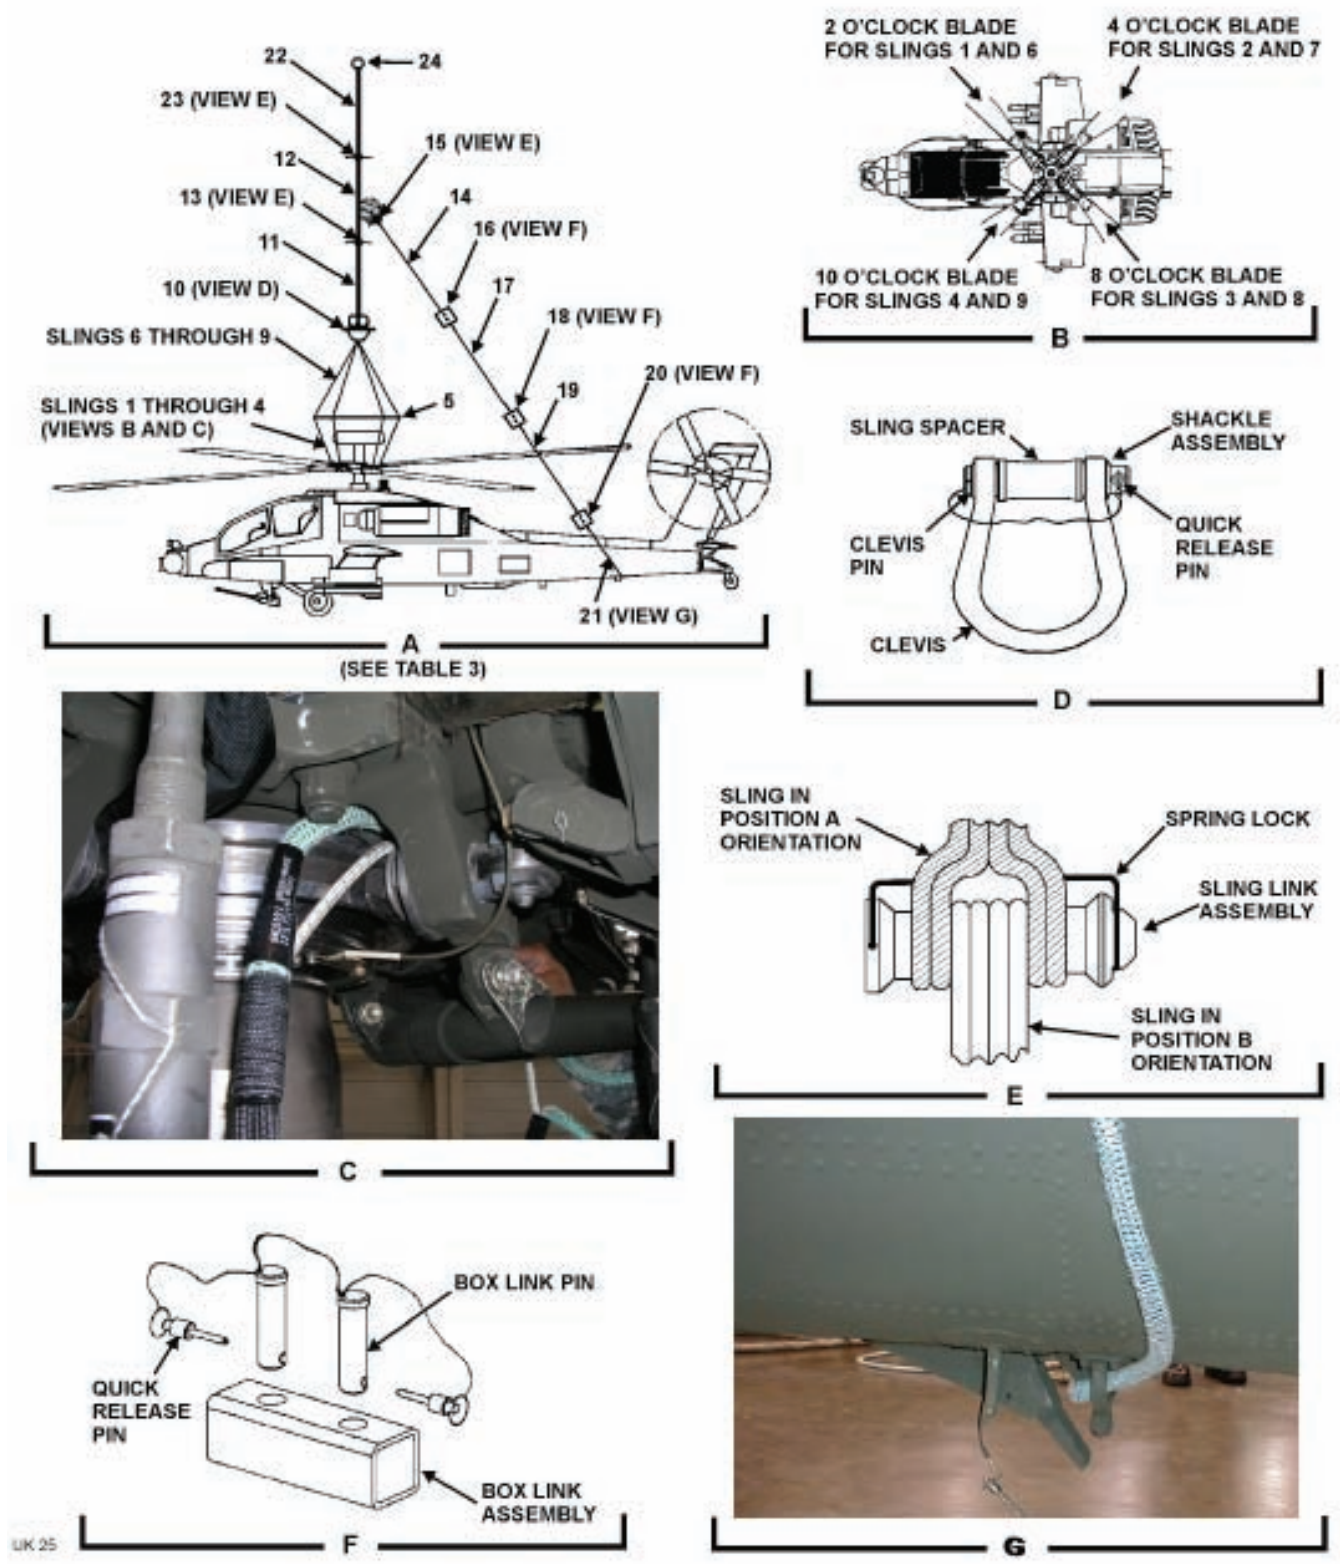 22
24
23 (VIEW E)
15 (VIEW E)
12
13 (VIEW E)
14
16 (VIEW F)
11
17
10 (VIEW D)
18 (VIEW F)
SLINGS 6 THROUGH 9
20 (VIEW F)
19
SLINGS 1 THROUGH 4
(VIEWS B AND C)
5
21 (VIEW G)
A
(SEE TABLE 3)
2 O'CLOCK BLADE
FOR SLINGS 1 AND 6
4 O'CLOCK BLADE
FOR SLINGS 2 AND 7
10 O'CLOCK BLADE
FOR SLINGS 4 AND 9
8 O'CLOCK BLADE
FOR SLINGS 3 AND 8
B
SLING SPACER
SHACKLE
ASSEMBLY
CLEVIS
PIN
QUICK
RELEASE
PIN
CLEVIS
D
C
SLING IN
POSITION A
ORIENTATION
SPRING LOCK
SLING LINK
ASSEMBLY
SLING IN
POSITION B
ORIENTATION
E
BOX LINK PIN
QUICK
RELEASE
PIN
BOX LINK
ASSEMBLY
F
G
UK 25